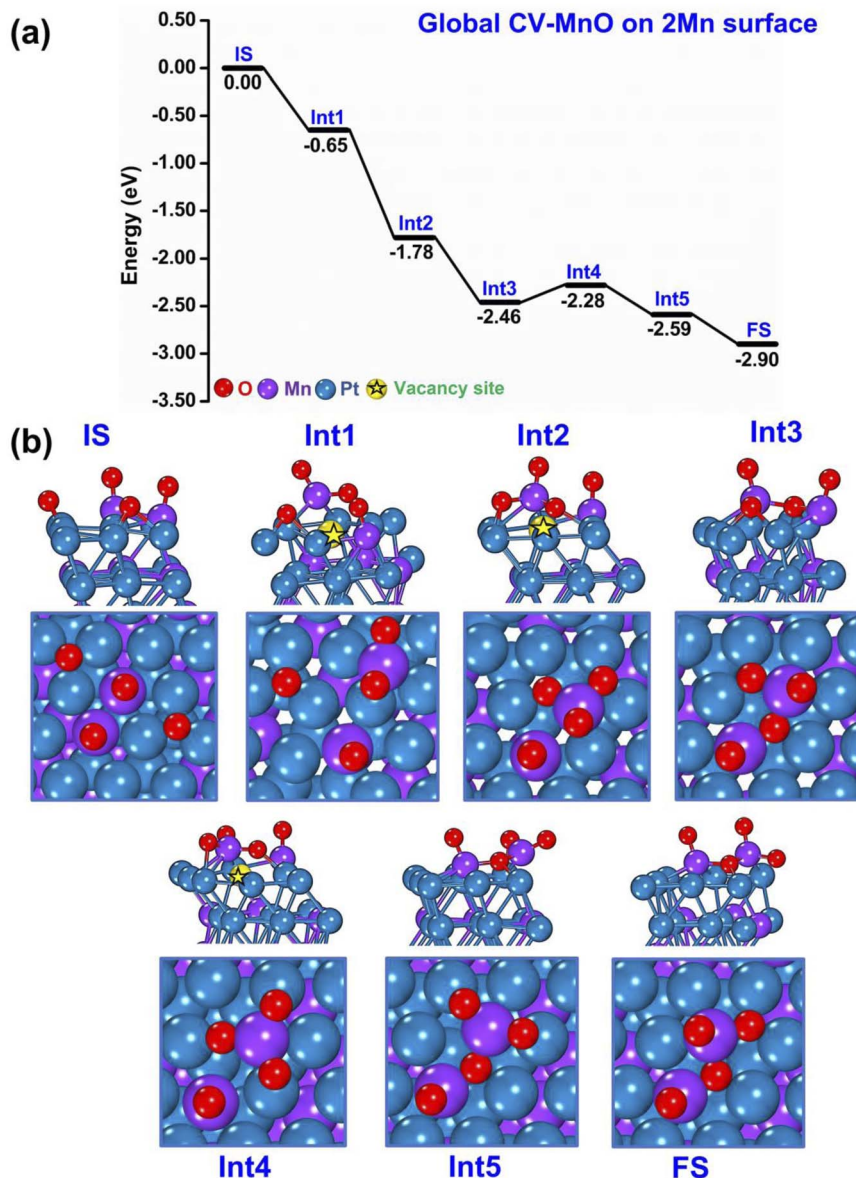 (a)
Global CV-MnO on 2Mn surface
Energy (eV)
0.50
0.00
-0.50
-1.00
-1.50
-2.00
-2.50
-3.00
-3.50
IS
0.00
Int1
-0.65
Int2
-1.78
Int3
-2.46
Int4
-2.28
Int5
-2.59
FS
-2.90
O Mn Pt Vacancy site
(b)
IS Int1 Int2 Int3
Int4 Int5 FS